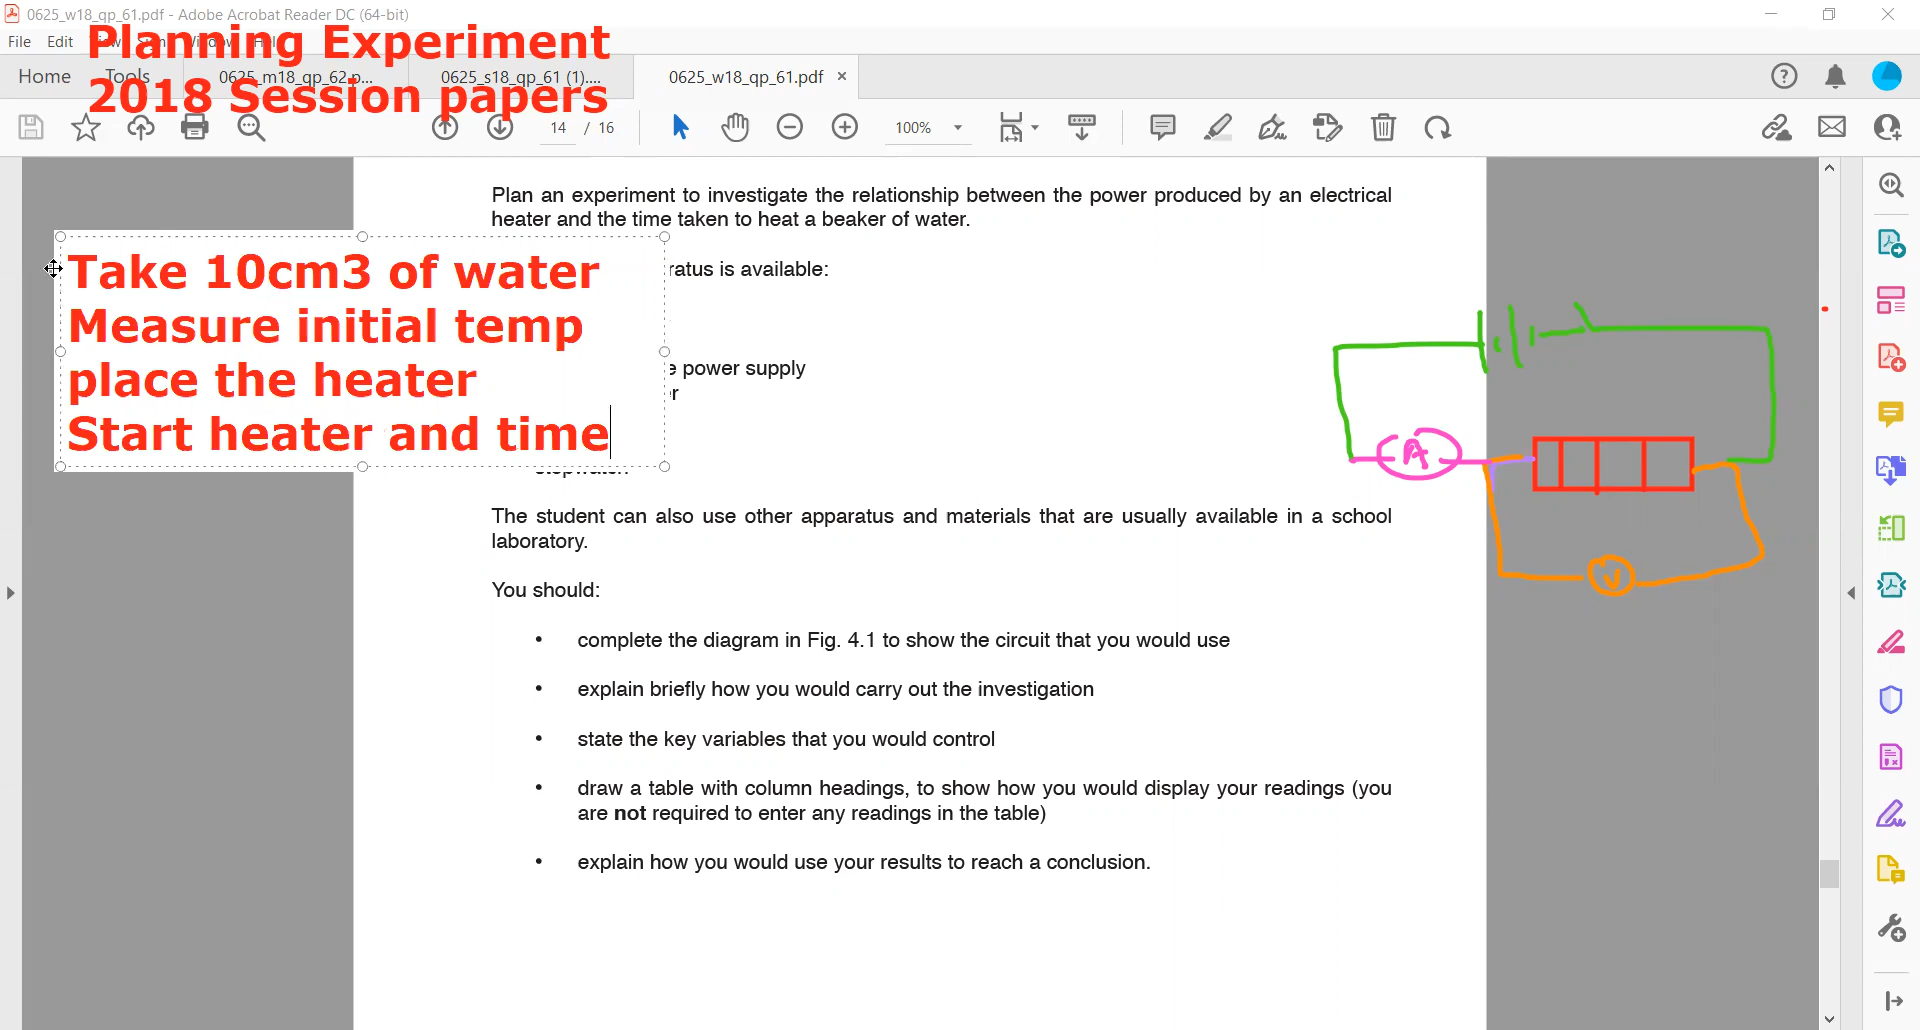 0625_w18_qp_61.pdf - Adobe Acrobat Reader DC (64-bit)
Planning Experiment
File Edit
Home Tools 0625_m18_qp_62.p... 0625_s18_qp_61 (1).... 0625_w18_qp_61.pdf ×
2018 Session papers
14 / 16 100%
Plan an experiment to investigate the relationship between the power produced by an electrical
heater and the time taken to heat a beaker of water.
Take 10cm3 of water
Measure initial temp
place the heater
Start heater and time
ratus is available:
power supply
A
V
The student can also use other apparatus and materials that are usually available in a school
laboratory.
You should:
• complete the diagram in Fig. 4.1 to show the circuit that you would use
• explain briefly how you would carry out the investigation
• state the key variables that you would control
• draw a table with column headings, to show how you would display your readings (you
are not required to enter any readings in the table)
• explain how you would use your results to reach a conclusion.